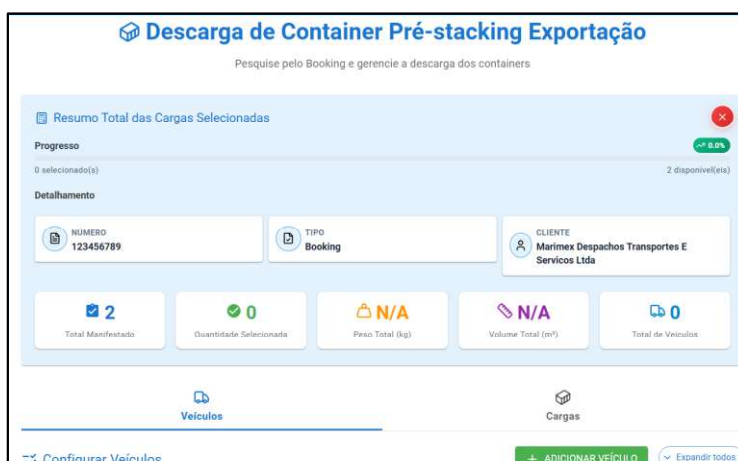 Descarga de Container Pré-stacking Exportação
Pesquise pelo Booking e gerencie a descarga dos containers
Resumo Total das Cargas Selecionadas
Progresso
0.0%
0 selecionado(s)
2 disponível(eis)
Detalhamento
NUMERO
123456789
TIPO
Booking
CLIENTE
Marimex Despachos Transportes E
Servicos Ltda
2
Total Manifestado
0
Quantidade Selecionada
N/A
Peso Total (kg)
N/A
Volume Total (m³)
0
Total de Veículos
Veículos
Cargas
Configurar Veículos
+ ADICIONAR VEÍCULO
Expandir todos